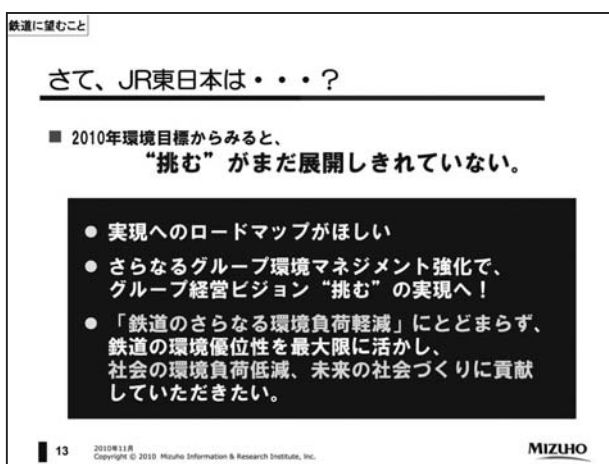 鉄道に望むこと
さて、JR東日本は・・・？
■ 2010年環境目標からみると、
“挑む”がまだ展開しきれていない。
● 実現へのロードマップがほしい
● さらなるグループ環境マネジメント強化で、
グループ経営ビジョン“挑む”の実現へ！
● 「鉄道のさらなる環境負荷軽減」にとどまらず、
鉄道の環境優位性を最大限に活かし、
社会の環境負荷低減、未来の社会づくりに貢献
していただきたい。
13
2010年11月
Copyright © 2010 Mizuho Information & Research Institute, Inc.
MIZUHO